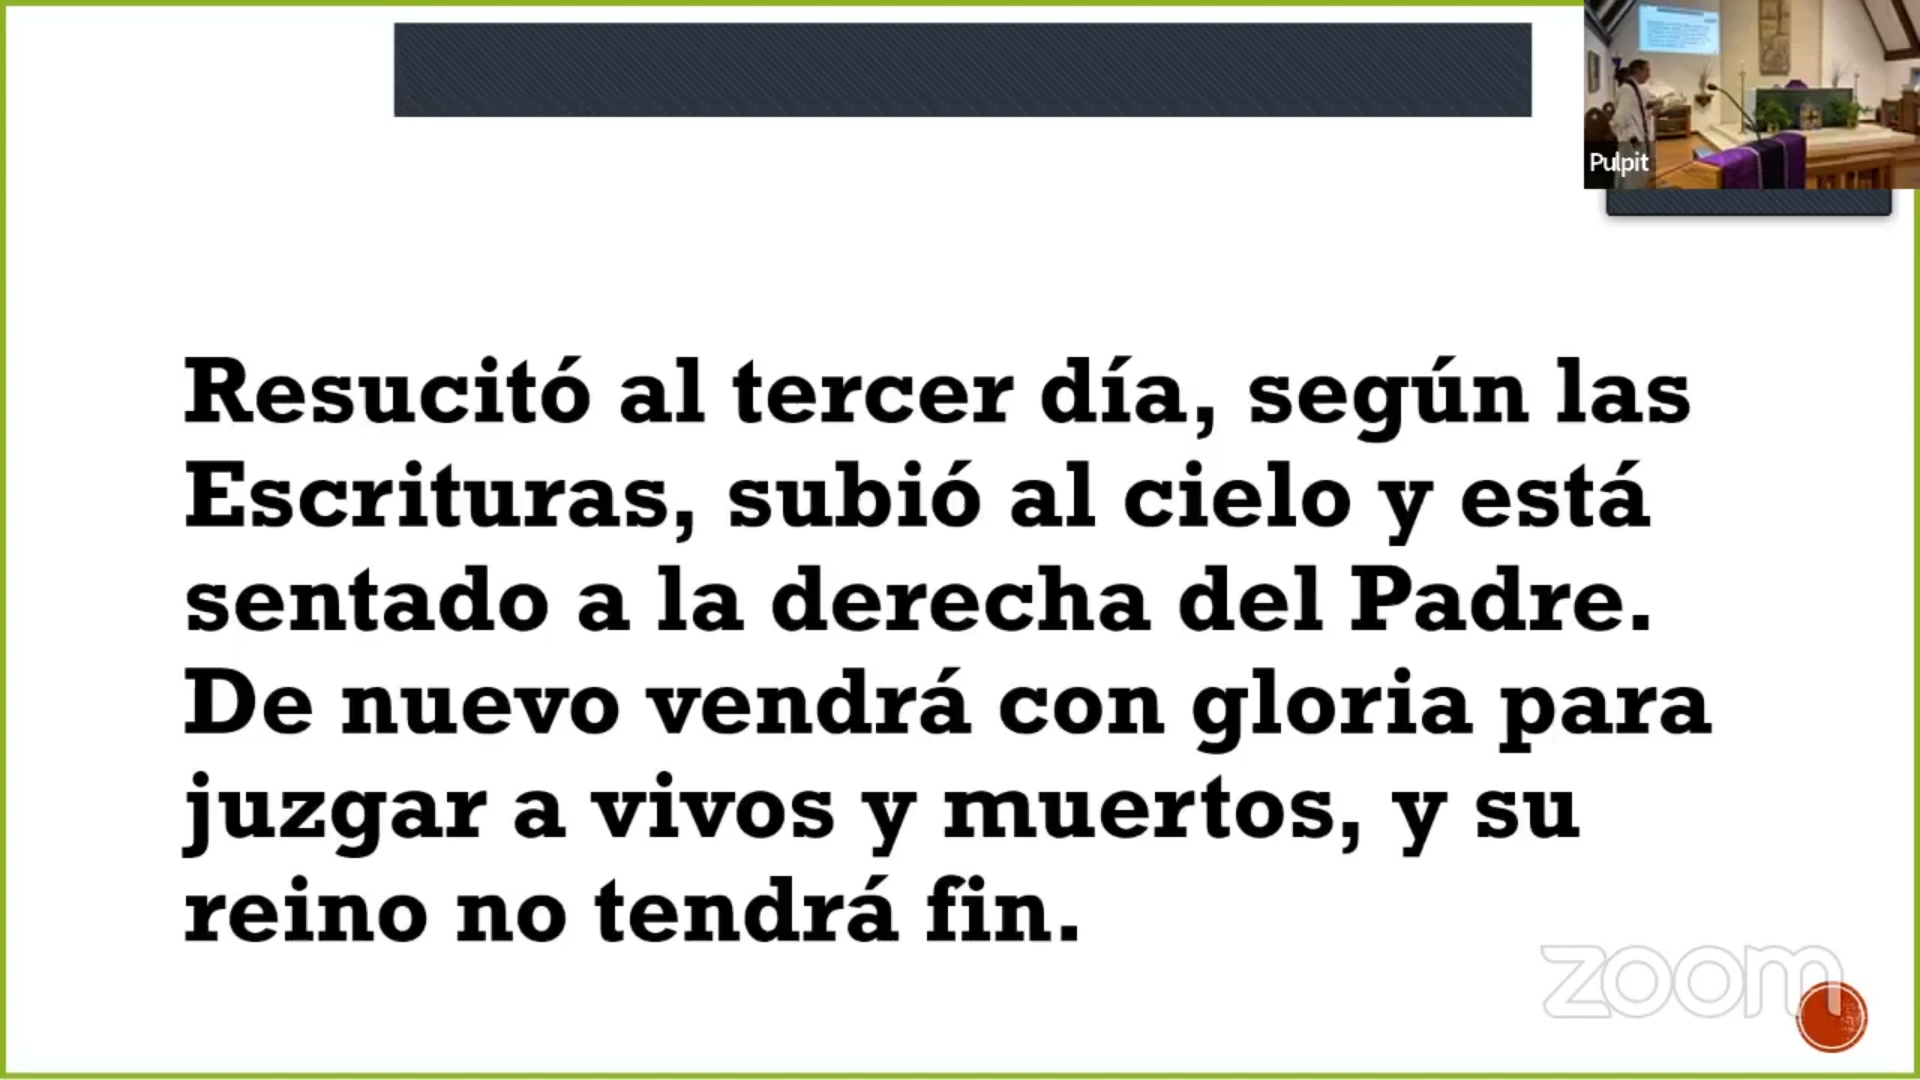 Pulpit
Resucitó al tercer día, según las
Escrituras, subió al cielo y está
sentado a la derecha del Padre.
De nuevo vendrá con gloria para
juzgar a vivos y muertos, y su
reino no tendrá fin.
zoom